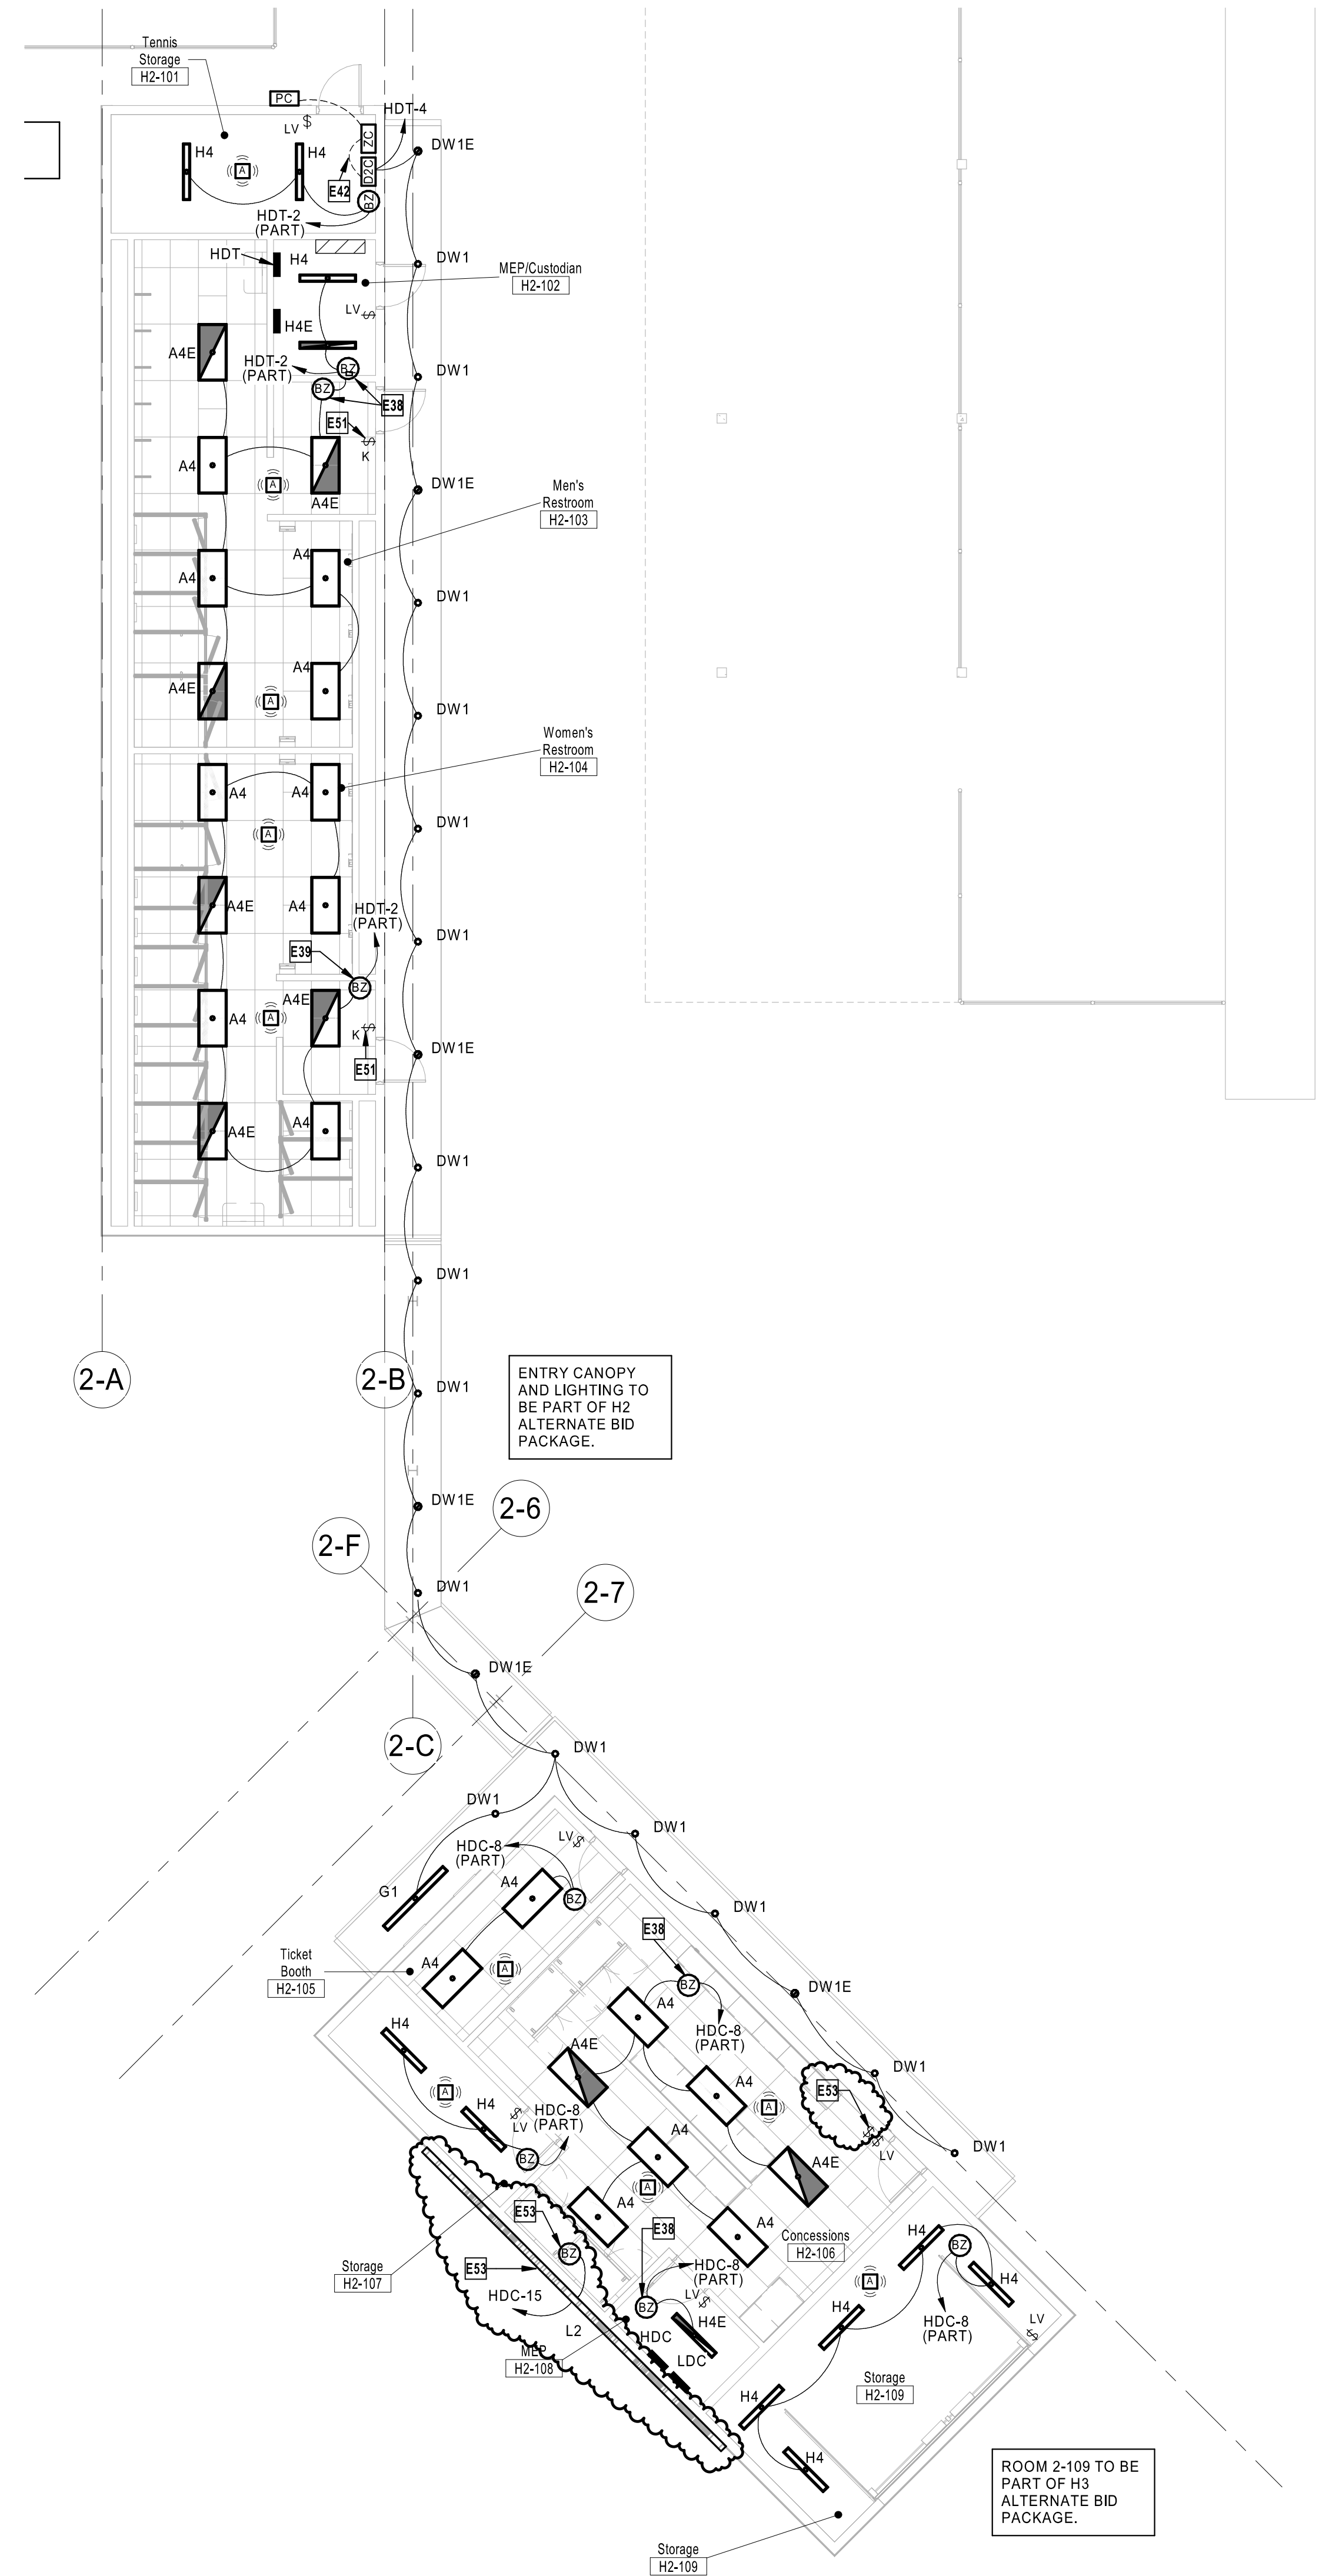 Tennis
Storage
H2-101
PC
HDT-4
LV $
ZC
DW1E
H4
H4
A
D2C
E42
BZ
HDT-2
(PART)
HDT
H4
DW1
MEP/Custodian
H2-102
LV $
H4E
A4E
HDT-2
(PART)
BZ
DW1
BZ
E38
E51
$
K
A4
A
A4E
DW1E
Men's
Restroom
H2-103
A4
A4
DW1
A4
A4E
A
DW1
Women's
Restroom
H2-104
A4
A4
A
DW1
A4E
A4
HDT-2
(PART)
DW1
E39
BZ
A4E
A4
A
K $
DW1E
E51
A4E
A4
DW1
DW1
2-A
2-B
ENTRY CANOPY
AND LIGHTING TO
BE PART OF H2
ALTERNATE BID
PACKAGE.
DW1
DW1E
2-6
2-F
DW1
2-7
DW1E
2-C
DW1
DW1
DW1
HDC-8
(PART)
LV $
G1
A4
BZ
DW1
E38
Ticket
Booth
H2-105
A4
A
BZ
DW1E
A4
H4
HDC-8
(PART)
A4E
A
H4
A4
DW1
E53
HDC-8
(PART)
$
LV
A
$ $
LV
DW1
BZ
A4
A4E
E53
A
A4
E38
A4
Concessions
H2-106
H4
BZ
BZ
Storage
H2-107
E53
HDC-8
(PART)
A
H4
HDC-15
LV $
BZ
H4E
H4
HDC-8
(PART)
LV
$
L2
HDC
MEP
H2-108
LDC
Storage
H2-109
H4
H4
ROOM 2-109 TO BE
PART OF H3
ALTERNATE BID
PACKAGE.
Storage
H2-109